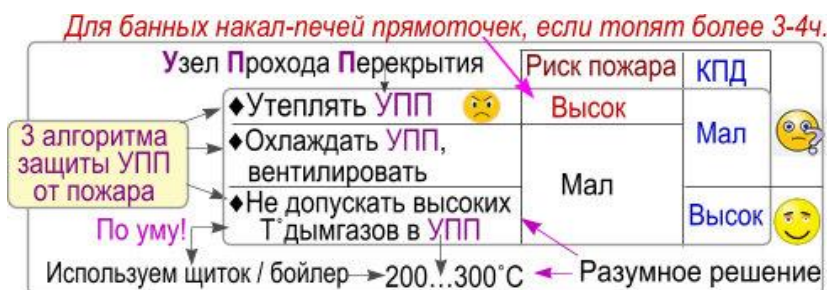 Для банных накал-печей прямоточек, если топят более 3-4ч.
Узел Прохода Перекрытия
Риск пожара
КПД
3 алгоритма
защиты УПП
от пожара
♦Утеплять УПП
Высок
♦Охлаждать УПП,
вентилировать
Мал
Мал
♦Не допускать высоких
Т˚дымгазов в УПП
Высок
По уму!
Используем щиток / бойлер
200...300˚С
Разумное решение